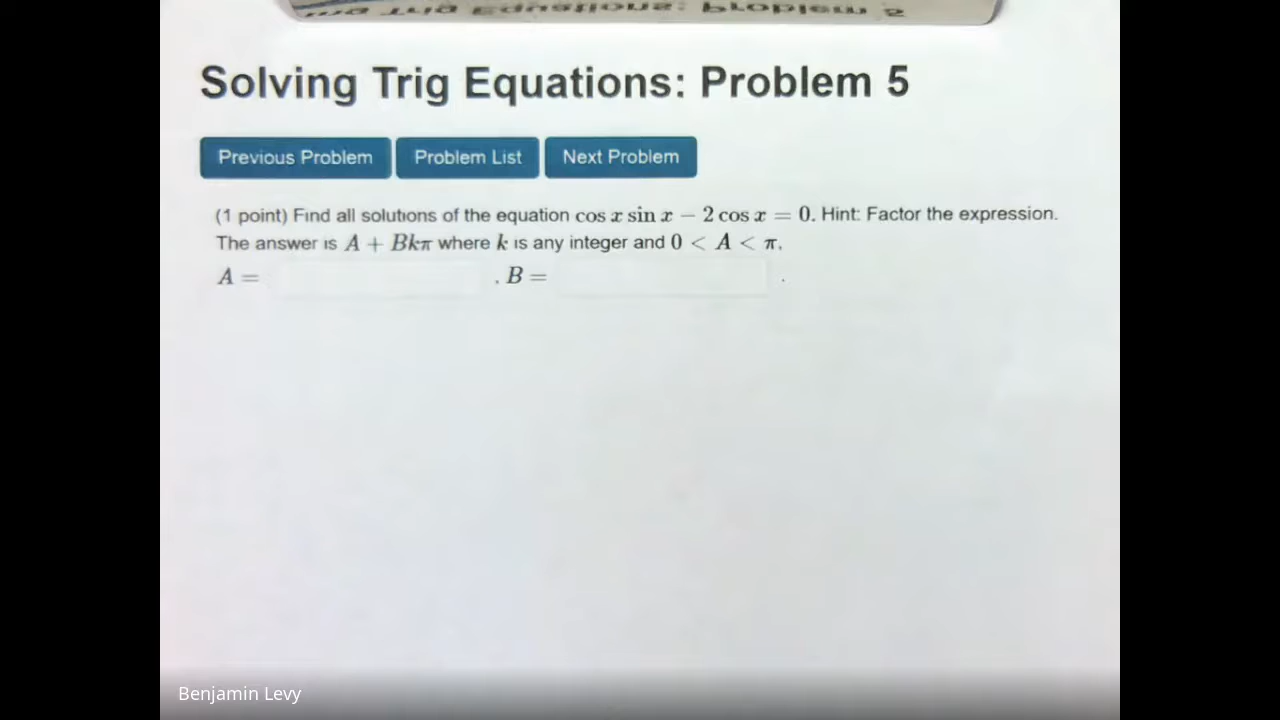 Solving Trig Equations: Problem 5
Previous Problem Problem List Next Problem
(1 point) Find all solutions of the equation cos x sin x − 2 cos x = 0. Hint: Factor the expression.
The answer is A + Bkπ where k is any integer and 0 < A < π.
A = , B = .
Benjamin Levy